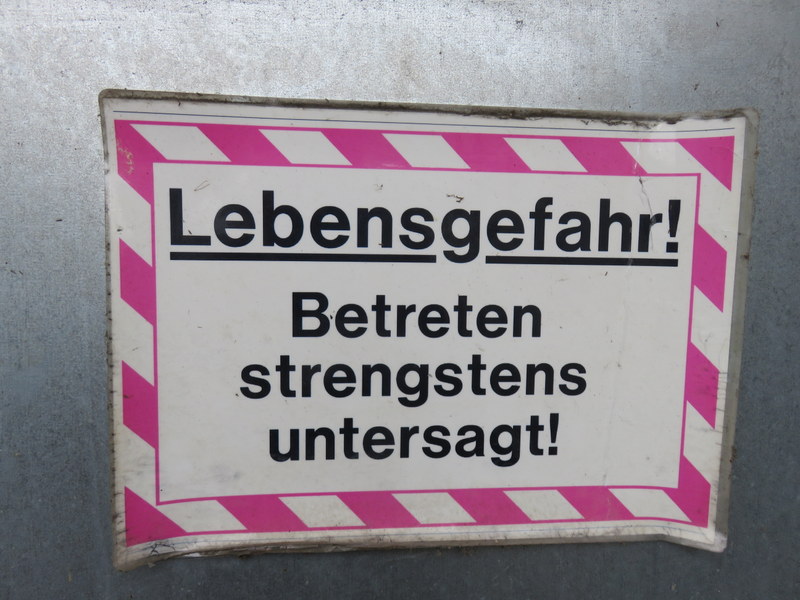 Lebensgefahr!
Betreten
strengstens
untersagt!